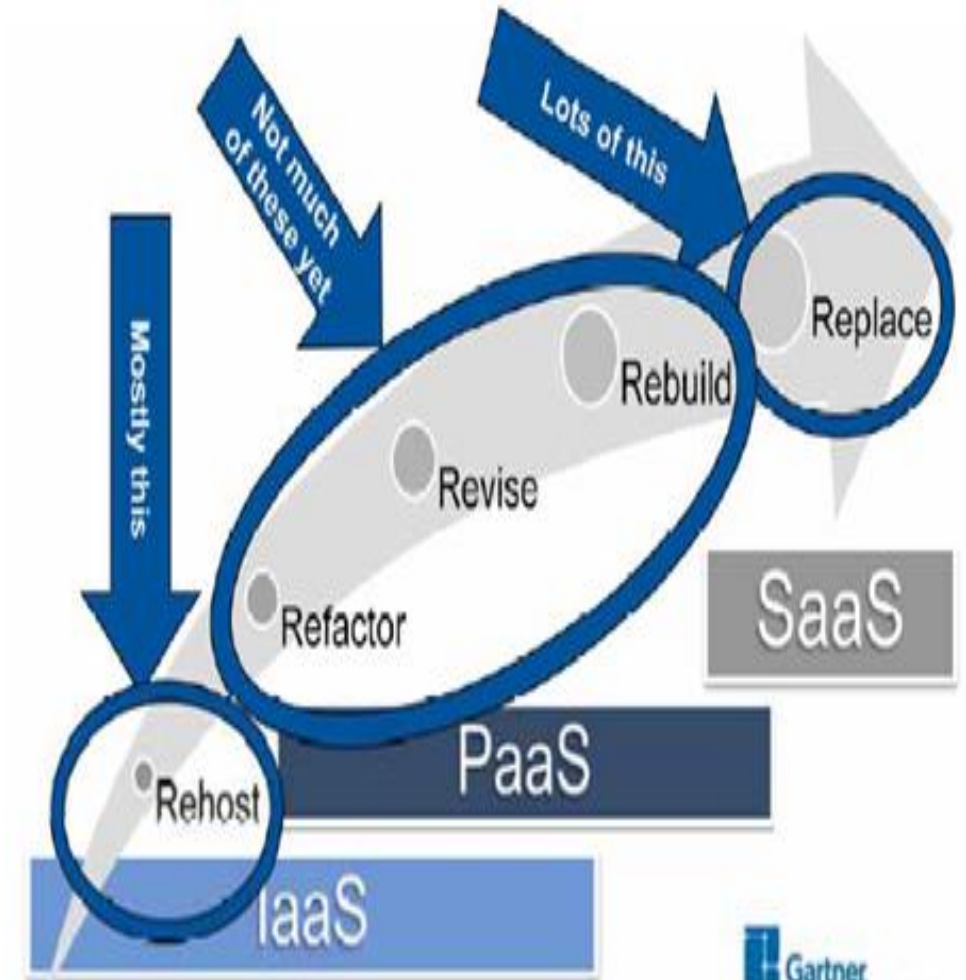 Not much
of these yet
Lots of this
Mostly this
Replace
Rebuild
Revise
Refactor
Rehost
SaaS
PaaS
IaaS
Gartner